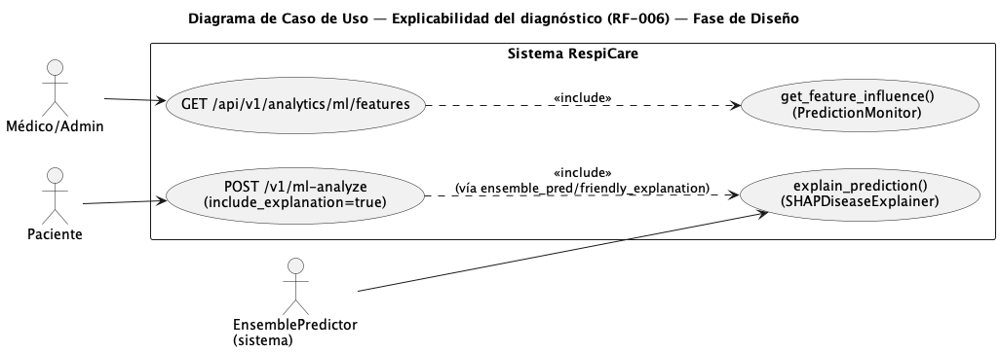 Diagrama de Caso de Uso — Explicabilidad del diagnóstico (RF-006) — Fase de Diseño
Sistema RespiCare
Médico/Admin
GET /api/v1/analytics/ml/features
«include»
get_feature_influence()
(PredictionMonitor)
Paciente
POST /v1/ml-analyze
(include_explanation=true)
«include»
(vía ensemble_pred/friendly_explanation)
explain_prediction()
(SHAPDiseaseExplainer)
EnsemblePredictor
(sistema)